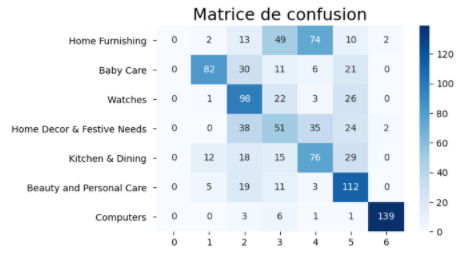 Matrice de confusion
Home Furnishing 0 2 13 49 74 10 2
Baby Care 0 82 30 11 6 21 0
Watches 0 1 98 22 3 26 0
Home Decor & Festive Needs 0 0 38 51 35 24 2
Kitchen & Dining 0 12 18 15 76 29 0
Beauty and Personal Care 0 5 19 11 3 112 0
Computers 0 0 3 6 1 1 139
0 1 2 3 4 5 6
120
100
80
60
40
20
0